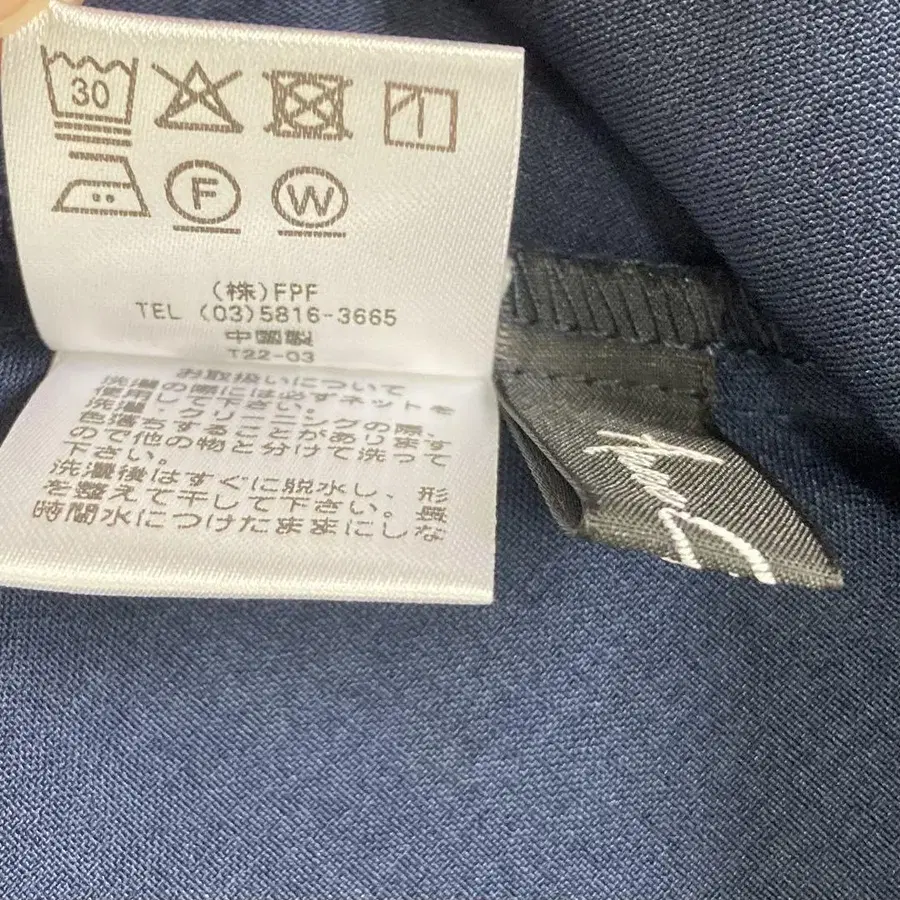 30
F W
(株)FPF
TEL (03)5816-3665
中国製
T22-03
お取扱いについて
洗濯の際には必ずネットを
使用して下さい。
洗濯・クリーニングの際、
色落ちすることがあります
ので他の物と分けて洗って
下さい。
洗濯後はすぐに脱水し、形
を整えて干して下さい。長
時間水につけたままにしな